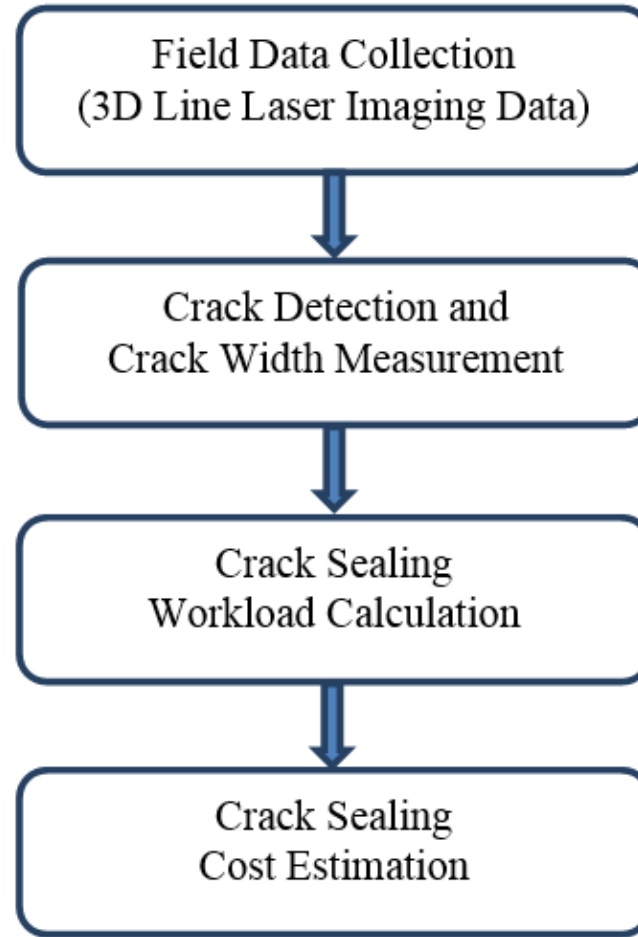 Field Data Collection
(3D Line Laser Imaging Data)
Crack Detection and
Crack Width Measurement
Crack Sealing
Workload Calculation
Crack Sealing
Cost Estimation